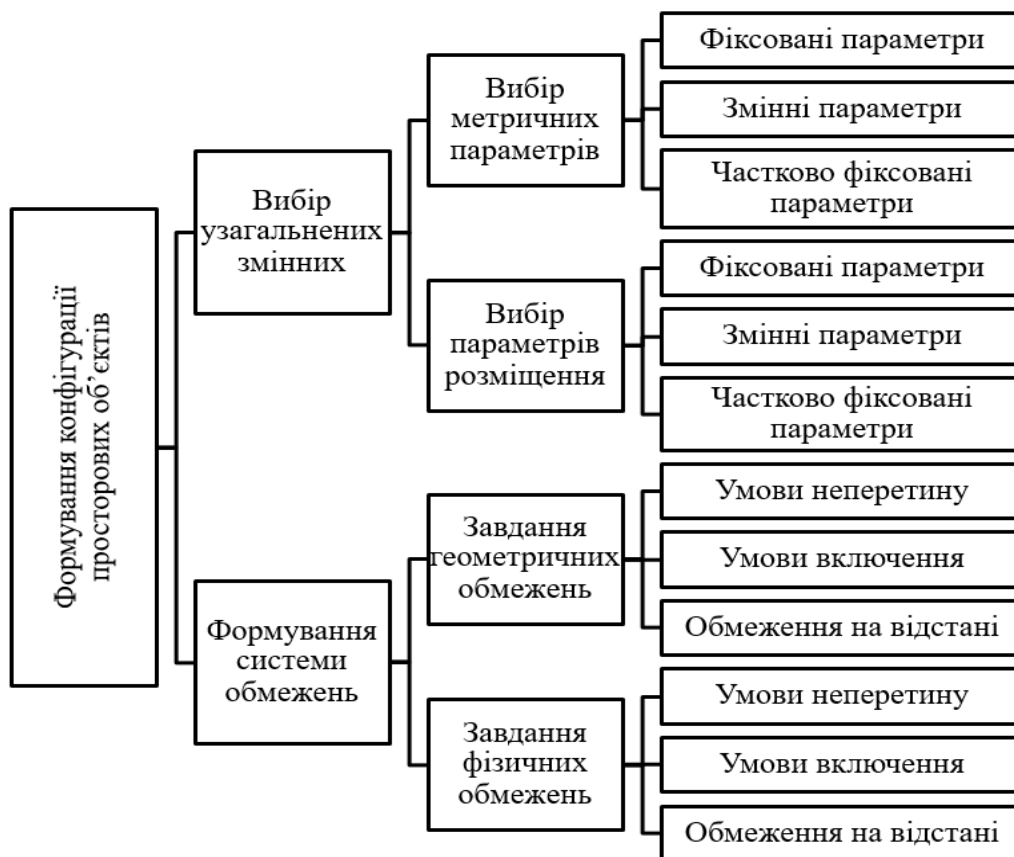 Формування конфігурації
просторових об’єктів
Вибір
узагальнених
змінних
Вибір
метричних
параметрів
Фіксовані параметри
Змінні параметри
Частково фіксовані
параметри
Вибір
параметрів
розміщення
Фіксовані параметри
Змінні параметри
Частково фіксовані
параметри
Формування
системи
обмежень
Завдання
геометричних
обмежень
Умови неперетину
Умови включення
Обмеження на відстані
Завдання
фізичних
обмежень
Умови неперетину
Умови включення
Обмеження на відстані